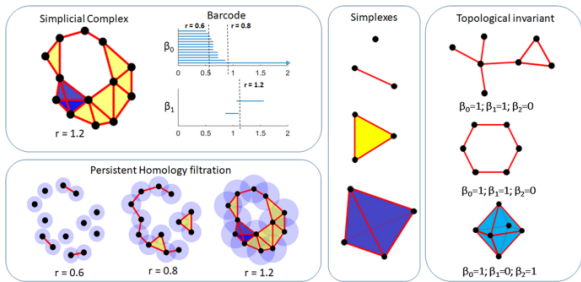 Simplicial Complex
r = 1.2
Barcode
r = 0.6
r = 0.8
β0
0
0.5
1
1.5
2
r = 1.2
β1
0
0.5
1
1.5
2
Persistent Homology filtration
r = 0.6
r = 0.8
r = 1.2
Simplexes
Topological invariant
β0=1; β1=1; β2=0
β0=1; β1=1; β2=0
β0=1; β1=0; β2=1